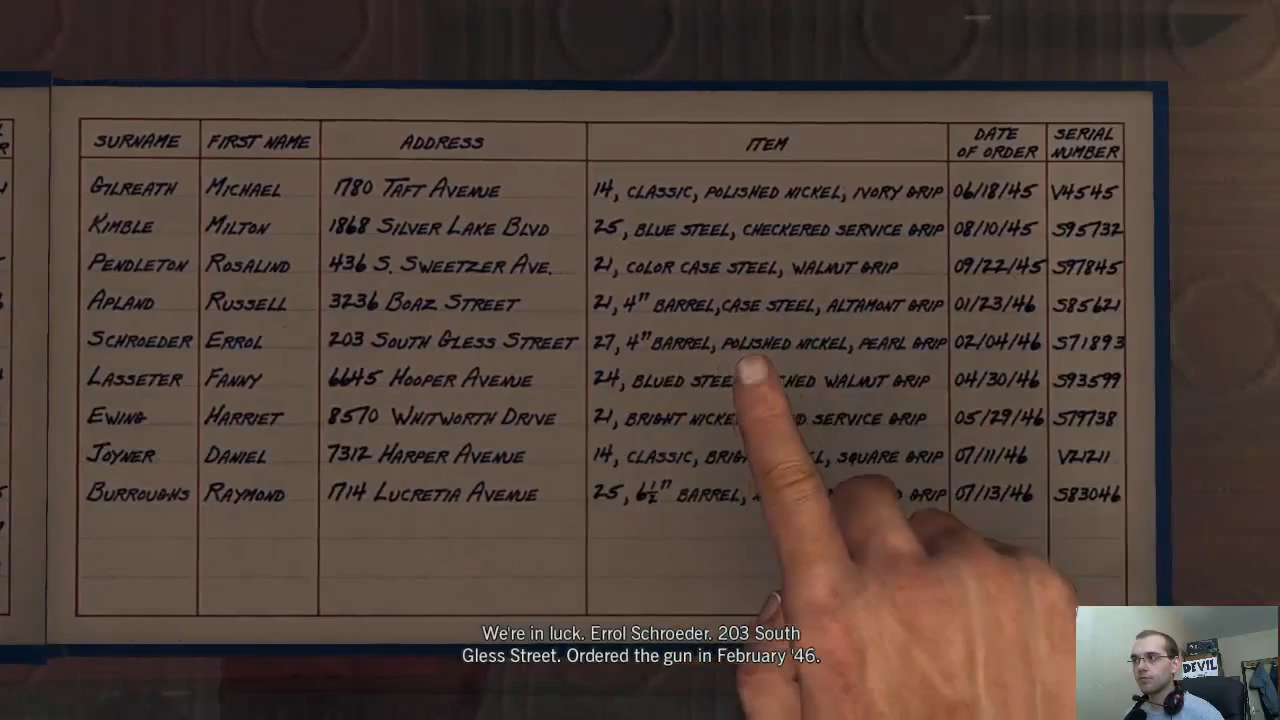 SURNAME FIRST NAME ADDRESS ITEM DATE OF ORDER SERIAL NUMBER
GILREATH MICHAEL 1780 TAFT AVENUE 14, CLASSIC, POLISHED NICKEL, IVORY GRIP 06/18/45 V4545
KIMBLE MILTON 1868 SILVER LAKE BLVD 25, BLUE STEEL, CHECKERED SERVICE GRIP 08/10/45 S95732
PENDLETON ROSALIND 436 S. SWEETZER AVE. 21, COLOR CASE STEEL, WALNUT GRIP 09/22/45 S97845
APLAND RUSSELL 3236 BOAZ STREET 21, 4" BARREL, CASE STEEL, ALTAMONT GRIP 01/23/46 S85621
SCHROEDER ERROL 203 SOUTH GLESS STREET 27, 4" BARREL, POLISHED NICKEL, PEARL GRIP 02/04/46 S71893
LASSETER FANNY 6645 HOOPER AVENUE 24, BLUED WALNUT GRIP 04/30/46 S93599
EWING HARRIET 8570 WHITWORTH DRIVE 21, BRIGHT SERVICE GRIP 05/29/46 S79738
JOYNER DANIEL 7312 HARPER AVENUE 14, CLASSIC, SQUARE GRIP 07/11/46 V21211
BURROUGHS RAYMOND 1714 LUCRETIA AVENUE 25, 6½" BARREL, GRIP 07/13/46 S83046
We're in luck. Errol Schroeder. 203 South
Gless Street. Ordered the gun in February '46.
DEVIL